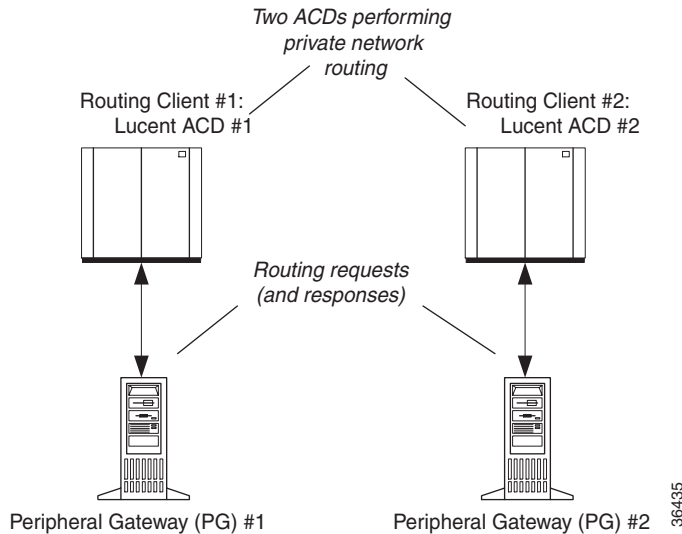 Two ACDs performing
private network
routing
Routing Client #1:
Lucent ACD #1
Routing Client #2:
Lucent ACD #2
Routing requests
(and responses)
Peripheral Gateway (PG) #1
Peripheral Gateway (PG) #2
36435